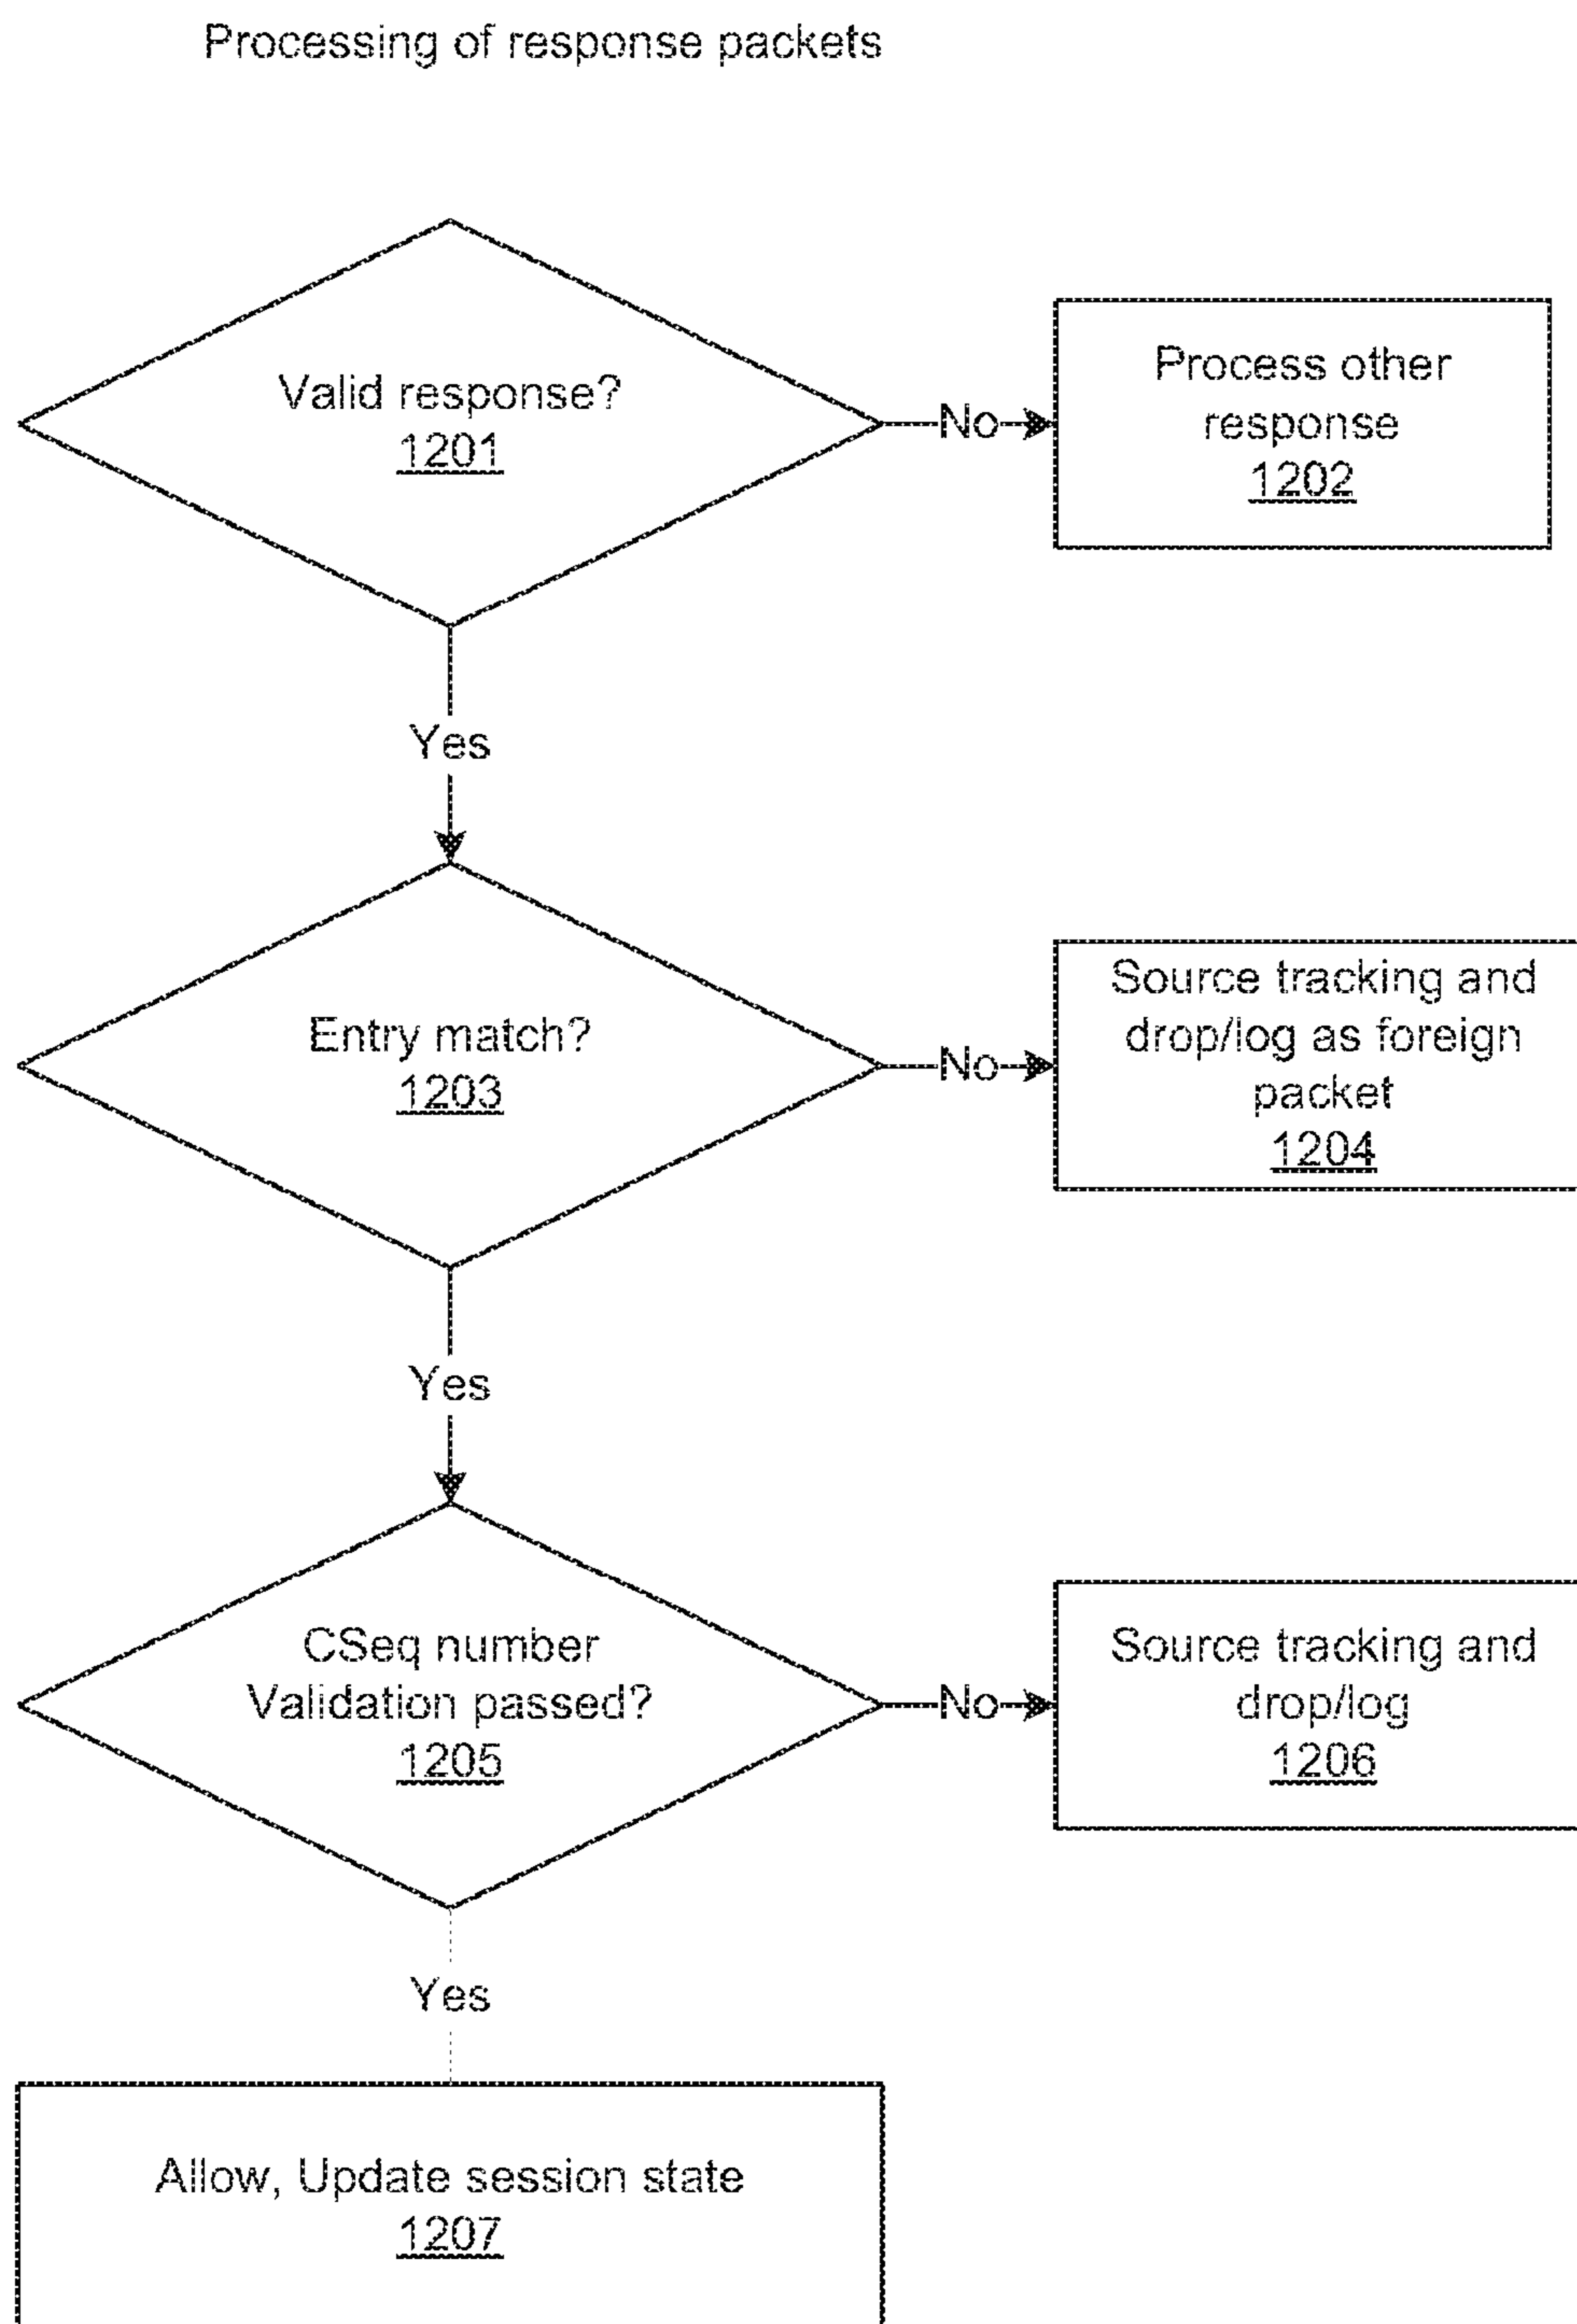 Processing of response packets
Valid response?
1201
No
Process other
response
1202
Yes
Entry match?
1203
No
Source tracking and
drop/log as foreign
packet
1204
Yes
CSeq number
Validation passed?
1205
No
Source tracking and
drop/log
1206
Yes
Allow, Update session state
1207